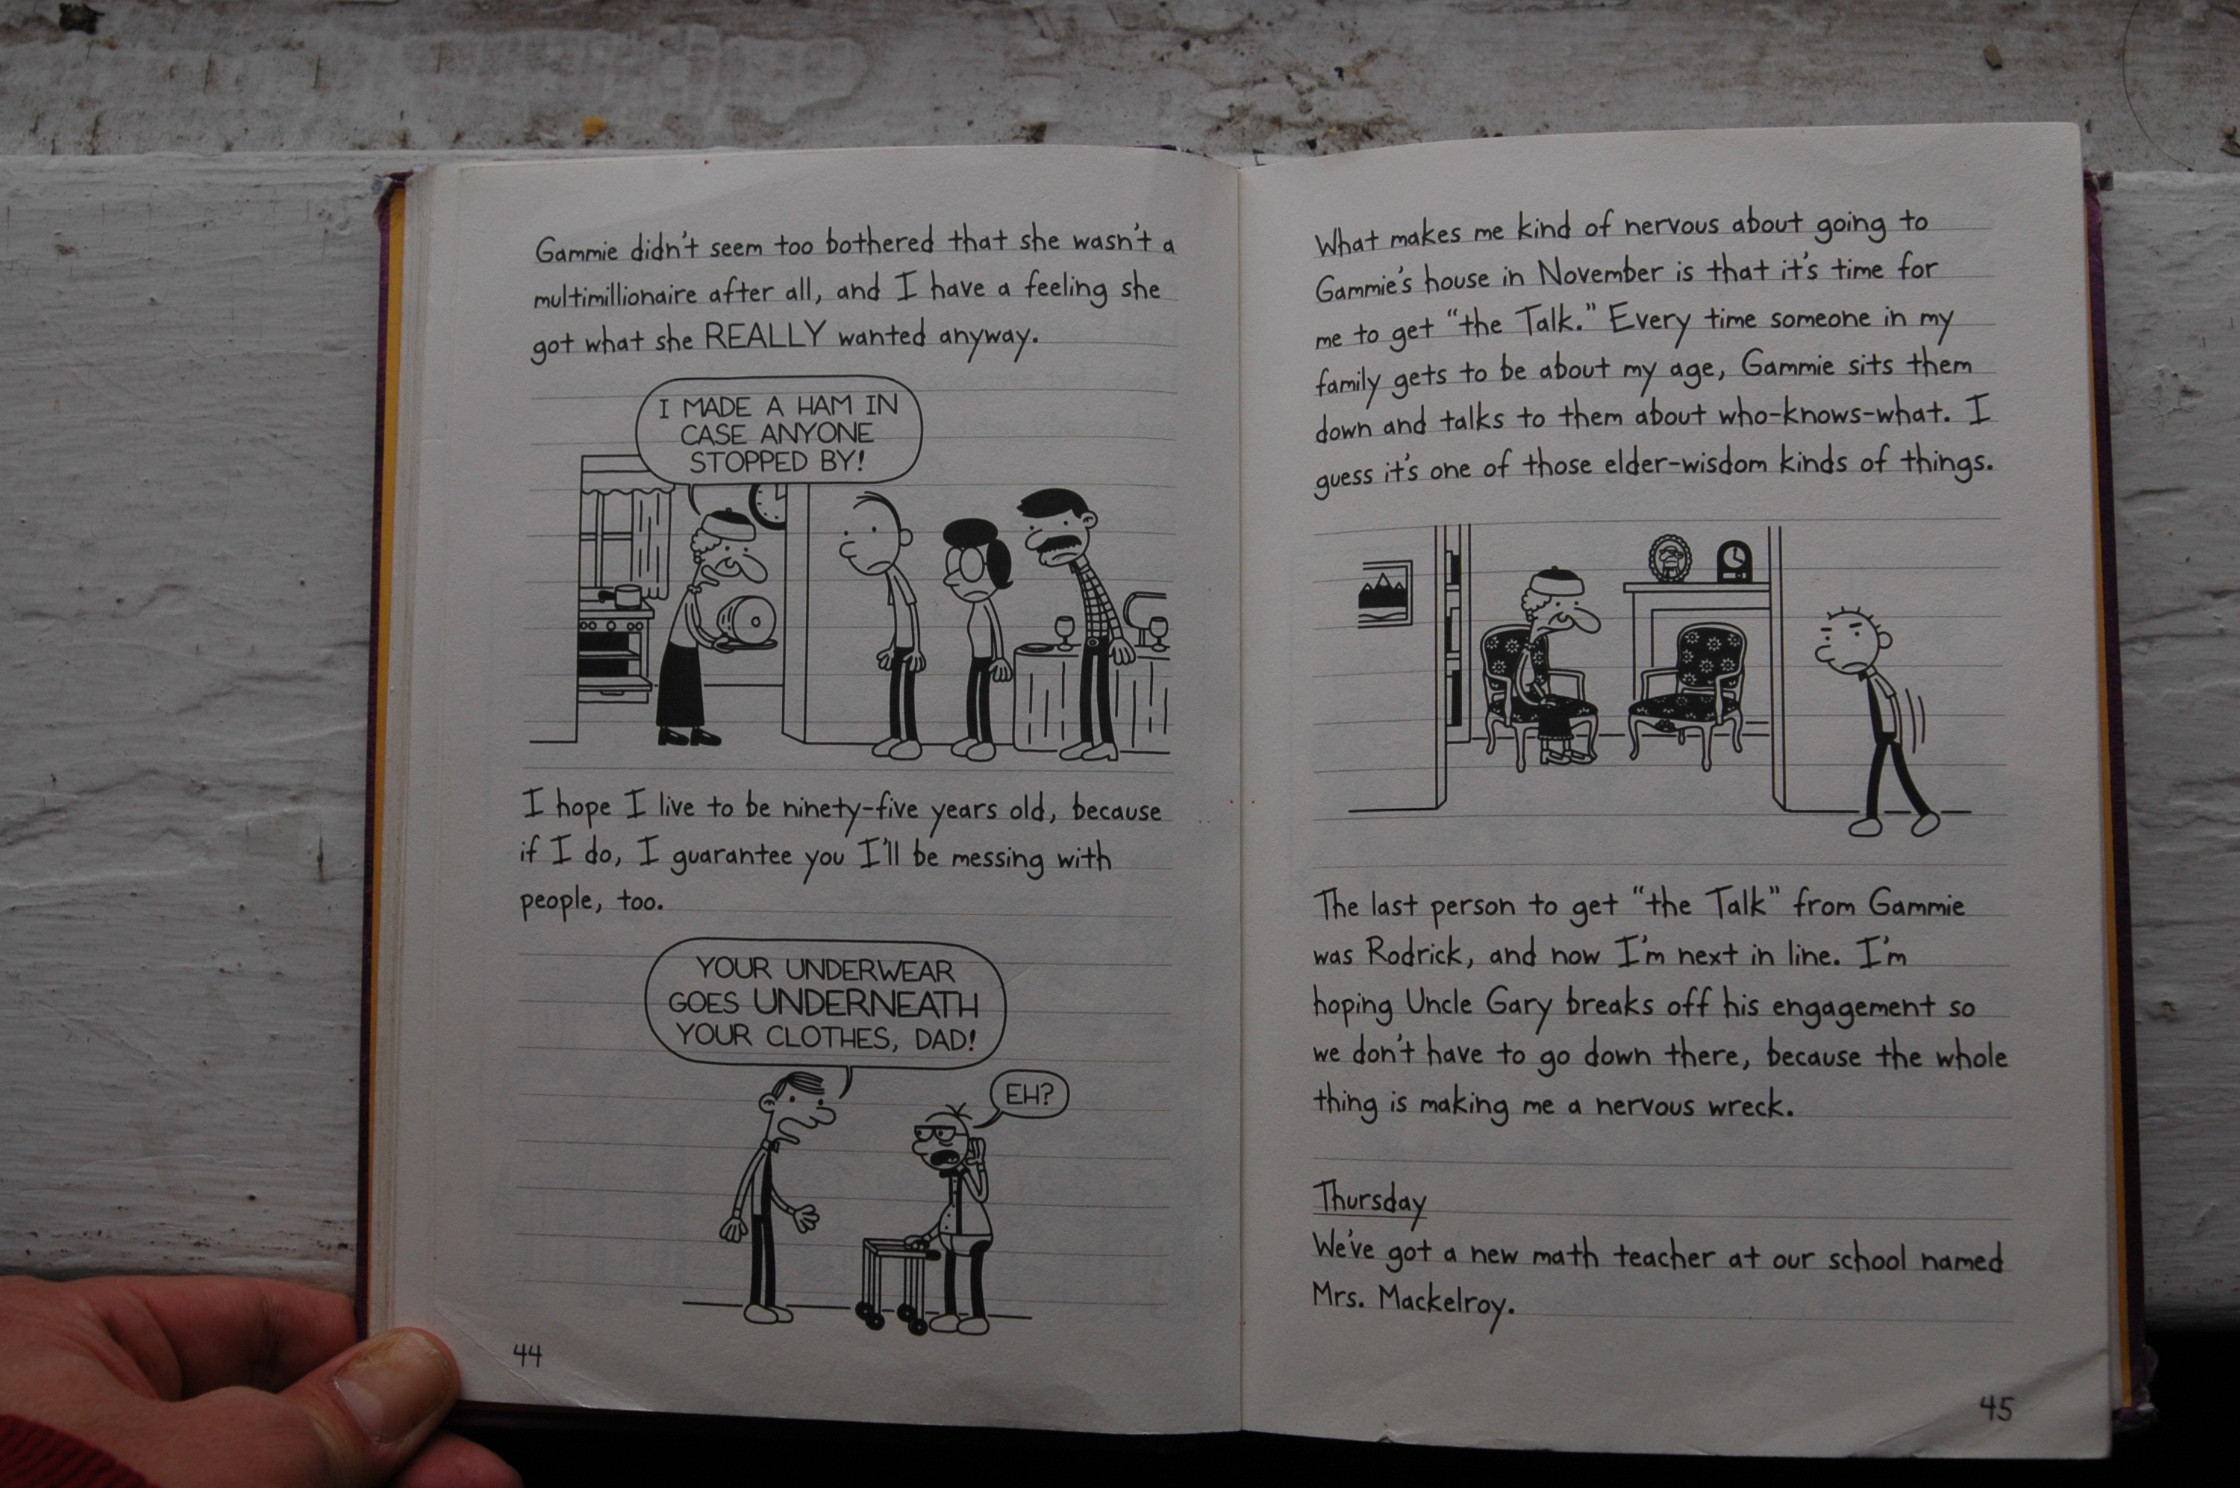 Gammie didn't seem too bothered that she wasn't a
multimillionaire after all, and I have a feeling she
got what she REALLY wanted anyway.
I MADE A HAM IN
CASE ANYONE
STOPPED BY!
I hope I live to be ninety-five years old, because
if I do, I guarantee you I'll be messing with
people, too.
YOUR UNDERWEAR
GOES UNDERNEATH
YOUR CLOTHES, DAD!
EH?
44
What makes me kind of nervous about going to
Gammie's house in November is that it's time for
me to get "the Talk." Every time someone in my
family gets to be about my age, Gammie sits them
down and talks to them about who-knows-what. I
guess it's one of those elder-wisdom kinds of things.
The last person to get "the Talk" from Gammie
was Rodrick, and now I'm next in line. I'm
hoping Uncle Gary breaks off his engagement so
we don't have to go down there, because the whole
thing is making me a nervous wreck.
Thursday
We've got a new math teacher at our school named
Mrs. Mackelroy.
45